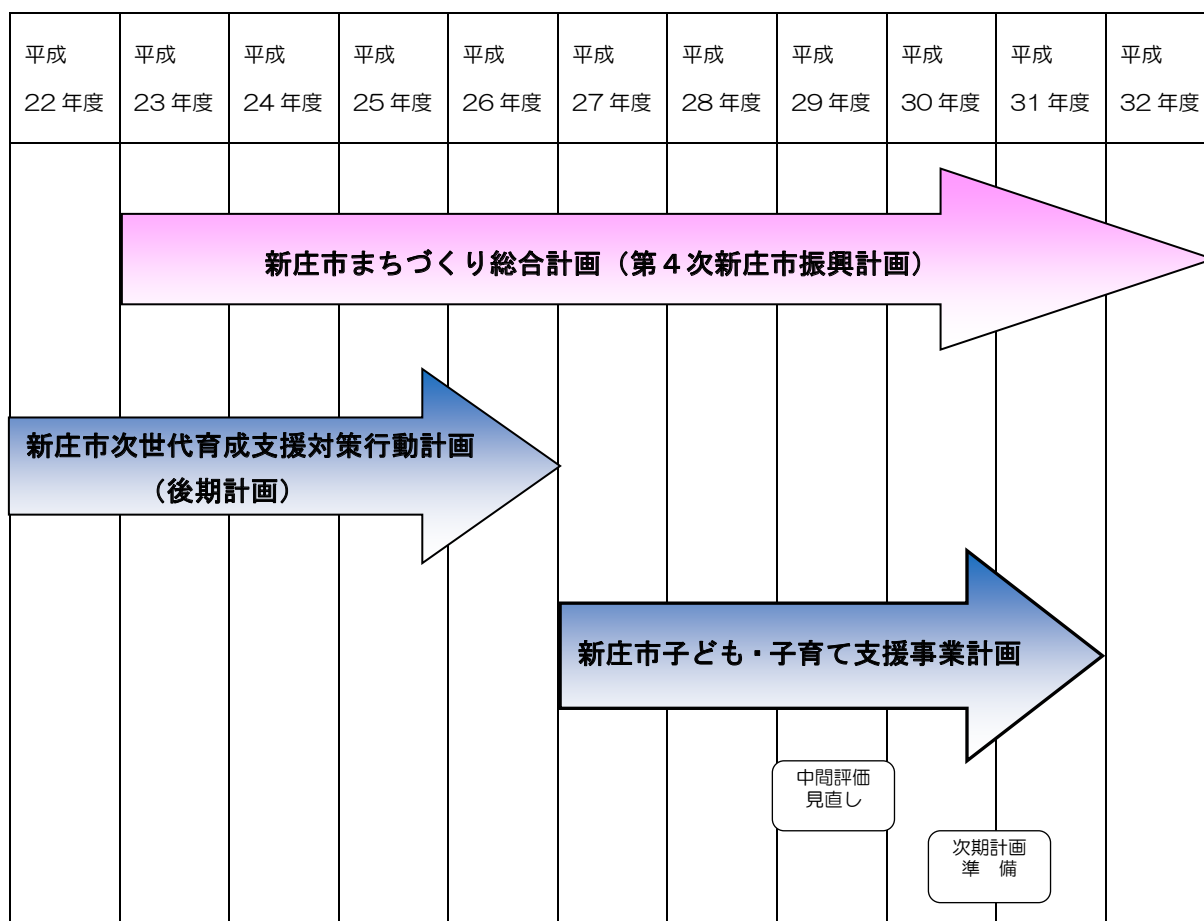 平成 平成 平成 平成 平成 平成 平成 平成 平成 平成 平成
22年度 23年度 24年度 25年度 26年度 27年度 28年度 29年度 30年度 31年度 32年度
新庄市まちづくり総合計画（第４次新庄市振興計画）
新庄市次世代育成支援対策行動計画
（後期計画）
新庄市子ども・子育て支援事業計画
中間評価
見直し
次期計画
準　備